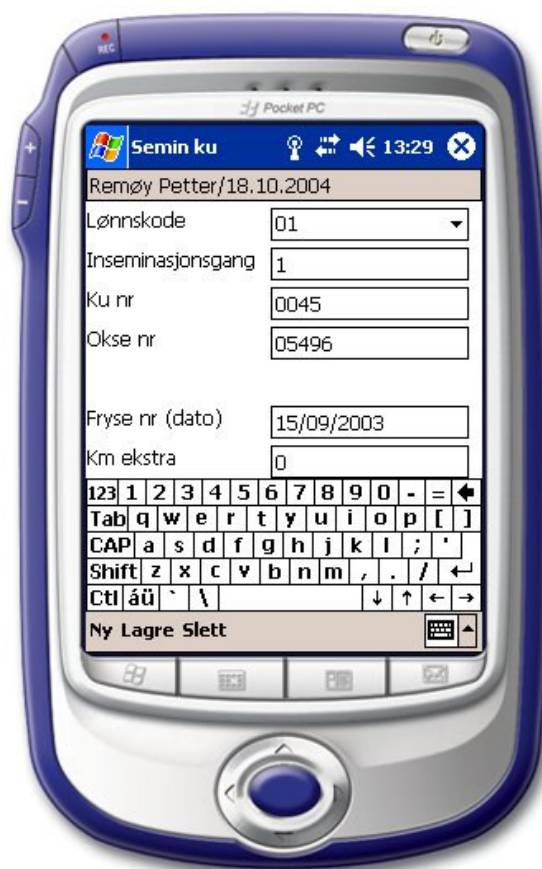 REC
Pocket PC
Semin ku 13:29
Remøy Petter/18.10.2004
Lønnskode 01
Inseminasjonsgang 1
Ku nr 0045
Okse nr 05496
Fryse nr (dato) 15/09/2003
Km ekstra 0
123 1 2 3 4 5 6 7 8 9 0 - =
Tab q w e r t y u i o p [ ]
CAP a s d f g h j k l ; '
Shift z x c v b n m , . /
Ctl áü ` \ ↓ ↑ ← →
Ny Lagre Slett